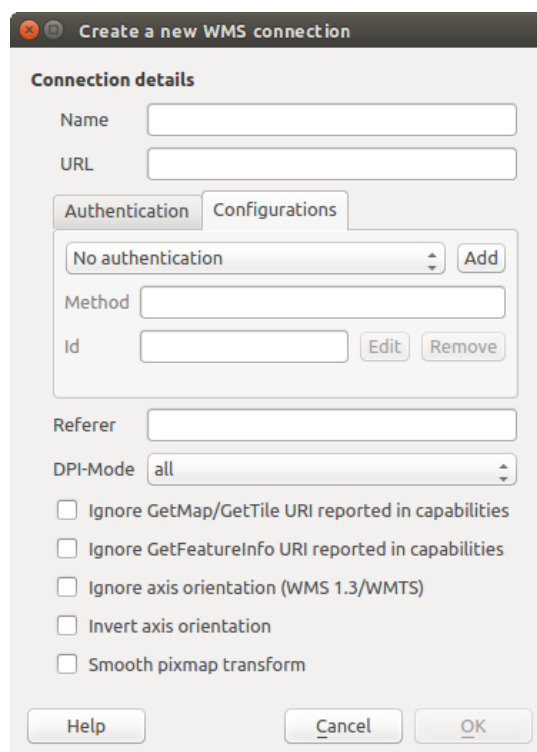 Create a new WMS connection
Connection details
Name
URL
Authentication
Configurations
No authentication
Add
Method
Id
Edit
Remove
Referer
DPI-Mode
all
Ignore GetMap/GetTile URI reported in capabilities
Ignore GetFeatureInfo URI reported in capabilities
Ignore axis orientation (WMS 1.3/WMTS)
Invert axis orientation
Smooth pixmap transform
Help
Cancel
OK